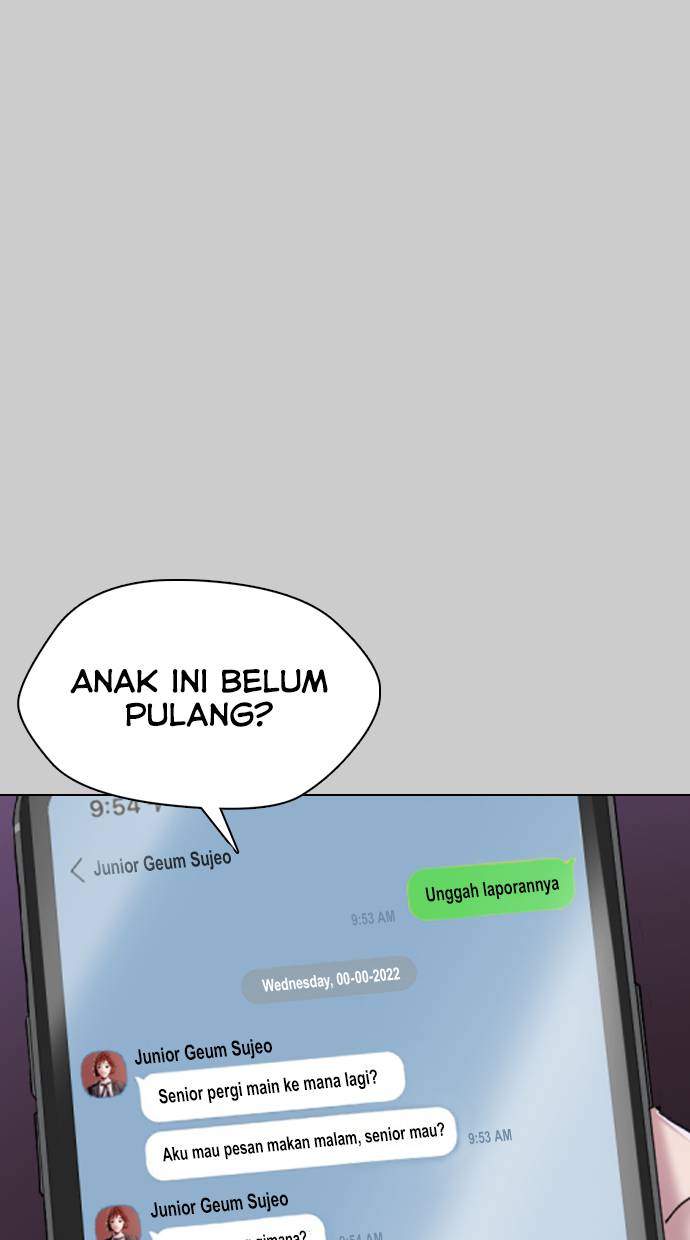 ANAK INI BELUM
PULANG?
9:54
Junior Geum Sujeo
Unggah laporannya
9:53 AM
Wednesday, 00-00-2022
Junior Geum Sujeo
Senior pergi main ke mana lagi?
Aku mau pesan makan malam, senior mau?
9:53 AM
Junior Geum Sujeo
9:54 AM